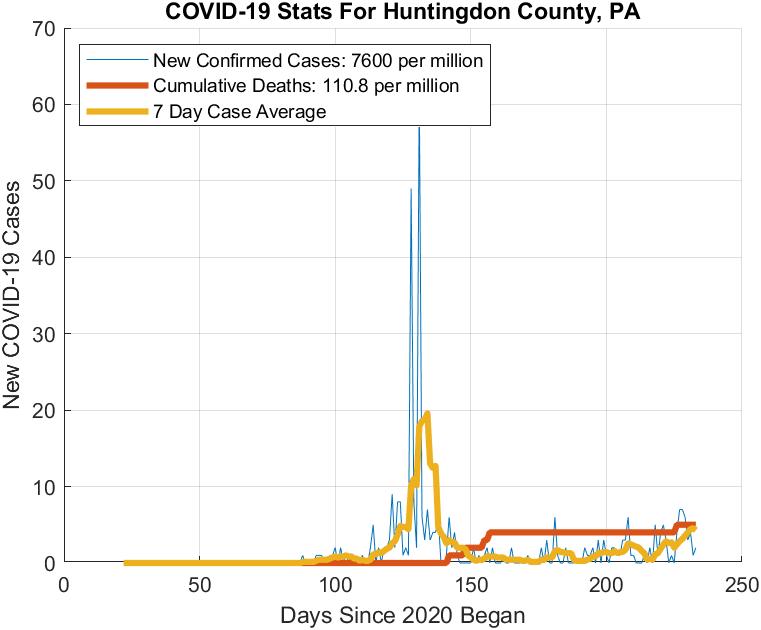 COVID-19 Stats For Huntingdon County, PA
New Confirmed Cases: 7600 per million
Cumulative Deaths: 110.8 per million
7 Day Case Average
New COVID-19 Cases
70
60
50
40
30
20
10
0
0 50 100 150 200 250
Days Since 2020 Began